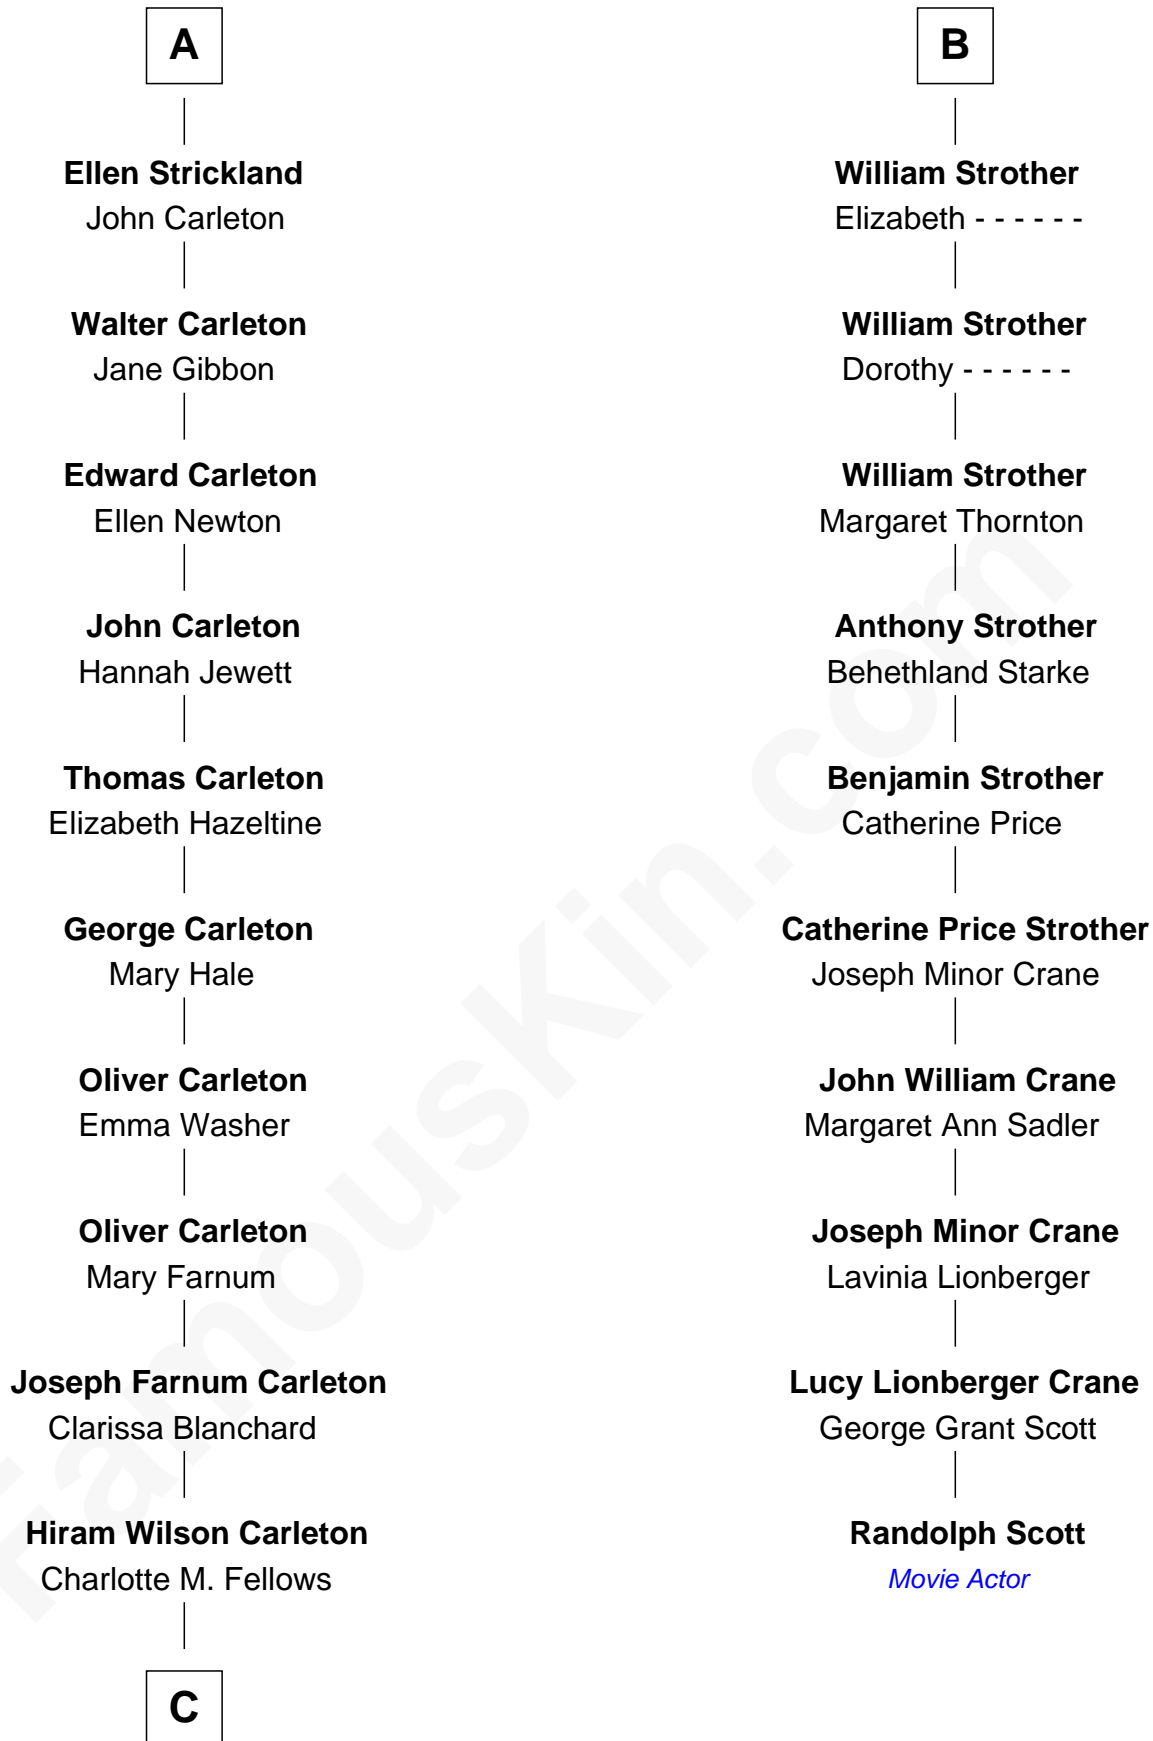 A
Ellen Strickland
John Carleton
Walter Carleton
Jane Gibbon
Edward Carleton
Ellen Newton
John Carleton
Hannah Jewett
Thomas Carleton
Elizabeth Hazeltine
George Carleton
Mary Hale
Oliver Carleton
Emma Washer
Oliver Carleton
Mary Farnum
Joseph Farnum Carleton
Clarissa Blanchard
Hiram Wilson Carleton
Charlotte M. Fellows
C
B
William Strother
Elizabeth - - - - - -
William Strother
Dorothy - - - - - -
William Strother
Margaret Thornton
Anthony Strother
Behethland Starke
Benjamin Strother
Catherine Price
Catherine Price Strother
Joseph Minor Crane
John William Crane
Margaret Ann Sadler
Joseph Minor Crane
Lavinia Lionberger
Lucy Lionberger Crane
George Grant Scott
Randolph Scott
Movie Actor
FamousKin.com